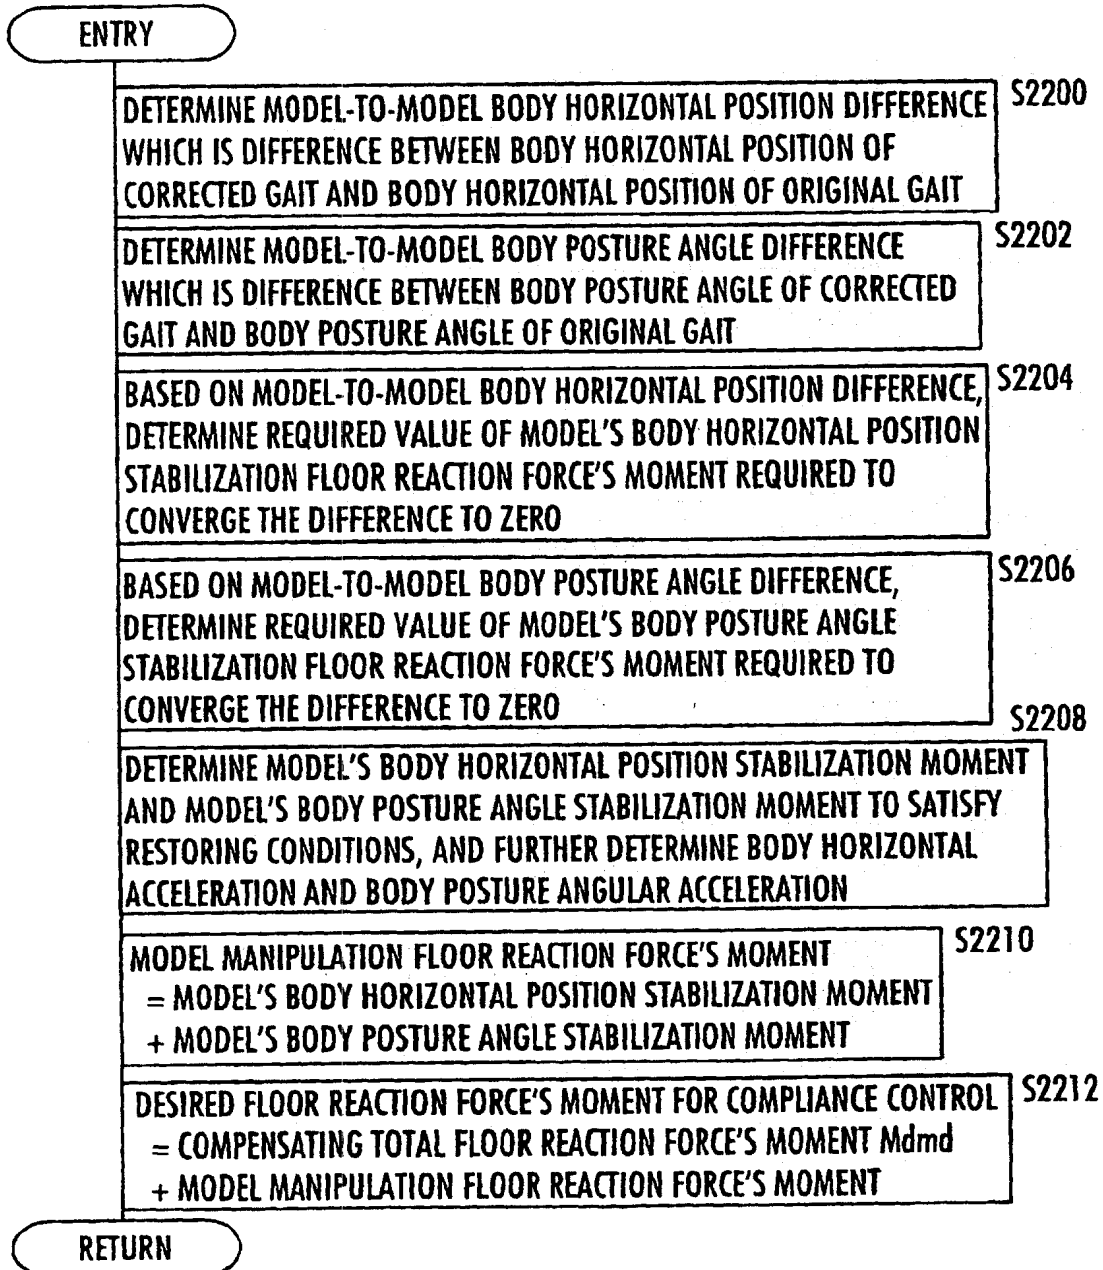 ENTRY
S2200
DETERMINE MODEL-TO-MODEL BODY HORIZONTAL POSITION DIFFERENCE
WHICH IS DIFFERENCE BETWEEN BODY HORIZONTAL POSITION OF
CORRECTED GAIT AND BODY HORIZONTAL POSITION OF ORIGINAL GAIT
S2202
DETERMINE MODEL-TO-MODEL BODY POSTURE ANGLE DIFFERENCE
WHICH IS DIFFERENCE BETWEEN BODY POSTURE ANGLE OF CORRECTED
GAIT AND BODY POSTURE ANGLE OF ORIGINAL GAIT
S2204
BASED ON MODEL-TO-MODEL BODY HORIZONTAL POSITION DIFFERENCE,
DETERMINE REQUIRED VALUE OF MODEL'S BODY HORIZONTAL POSITION
STABILIZATION FLOOR REACTION FORCE'S MOMENT REQUIRED TO
CONVERGE THE DIFFERENCE TO ZERO
S2206
BASED ON MODEL-TO-MODEL BODY POSTURE ANGLE DIFFERENCE,
DETERMINE REQUIRED VALUE OF MODEL'S BODY POSTURE ANGLE
STABILIZATION FLOOR REACTION FORCE'S MOMENT REQUIRED TO
CONVERGE THE DIFFERENCE TO ZERO
S2208
DETERMINE MODEL'S BODY HORIZONTAL POSITION STABILIZATION MOMENT
AND MODEL'S BODY POSTURE ANGLE STABILIZATION MOMENT TO SATISFY
RESTORING CONDITIONS, AND FURTHER DETERMINE BODY HORIZONTAL
ACCELERATION AND BODY POSTURE ANGULAR ACCELERATION
S2210
MODEL MANIPULATION FLOOR REACTION FORCE'S MOMENT
= MODEL'S BODY HORIZONTAL POSITION STABILIZATION MOMENT
+ MODEL'S BODY POSTURE ANGLE STABILIZATION MOMENT
S2212
DESIRED FLOOR REACTION FORCE'S MOMENT FOR COMPLIANCE CONTROL
= COMPENSATING TOTAL FLOOR REACTION FORCE'S MOMENT Mdmd
+ MODEL MANIPULATION FLOOR REACTION FORCE'S MOMENT
RETURN